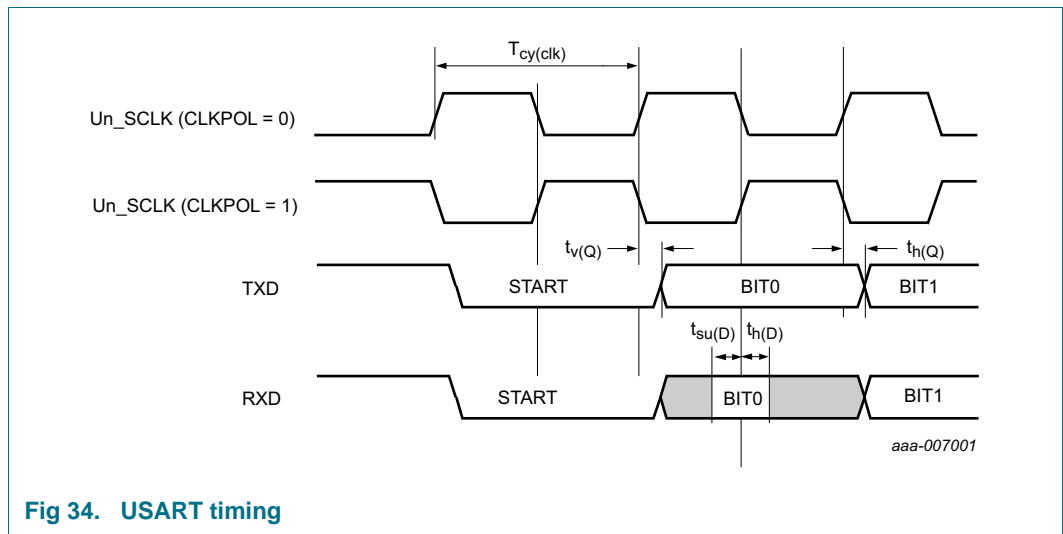 Tcy(clk)
Un_SCLK (CLKPOL = 0)
Un_SCLK (CLKPOL = 1)
tv(Q)
th(Q)
TXD
START
BIT0
BIT1
tsu(D)
th(D)
RXD
START
BIT0
BIT1
aaa-007001
Fig 34. USART timing